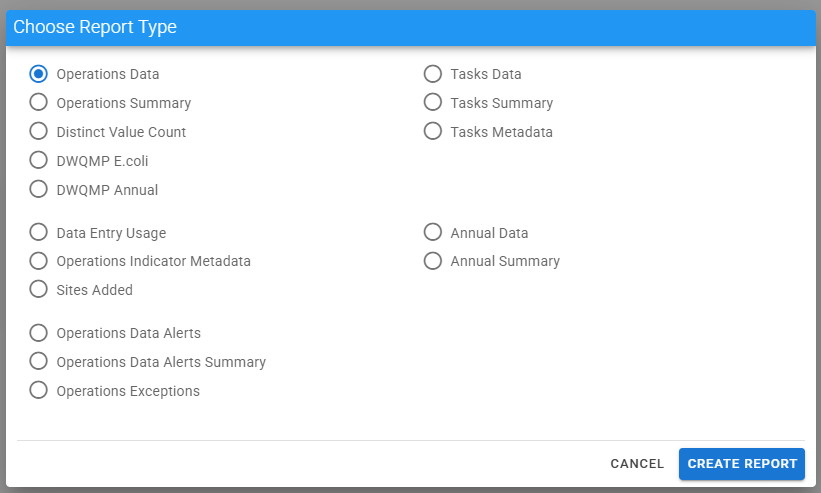 Choose Report Type
Operations Data
Operations Summary
Distinct Value Count
DWQMP E.coli
DWQMP Annual
Tasks Data
Tasks Summary
Tasks Metadata
Data Entry Usage
Operations Indicator Metadata
Sites Added
Annual Data
Annual Summary
Operations Data Alerts
Operations Data Alerts Summary
Operations Exceptions
CANCEL
CREATE REPORT